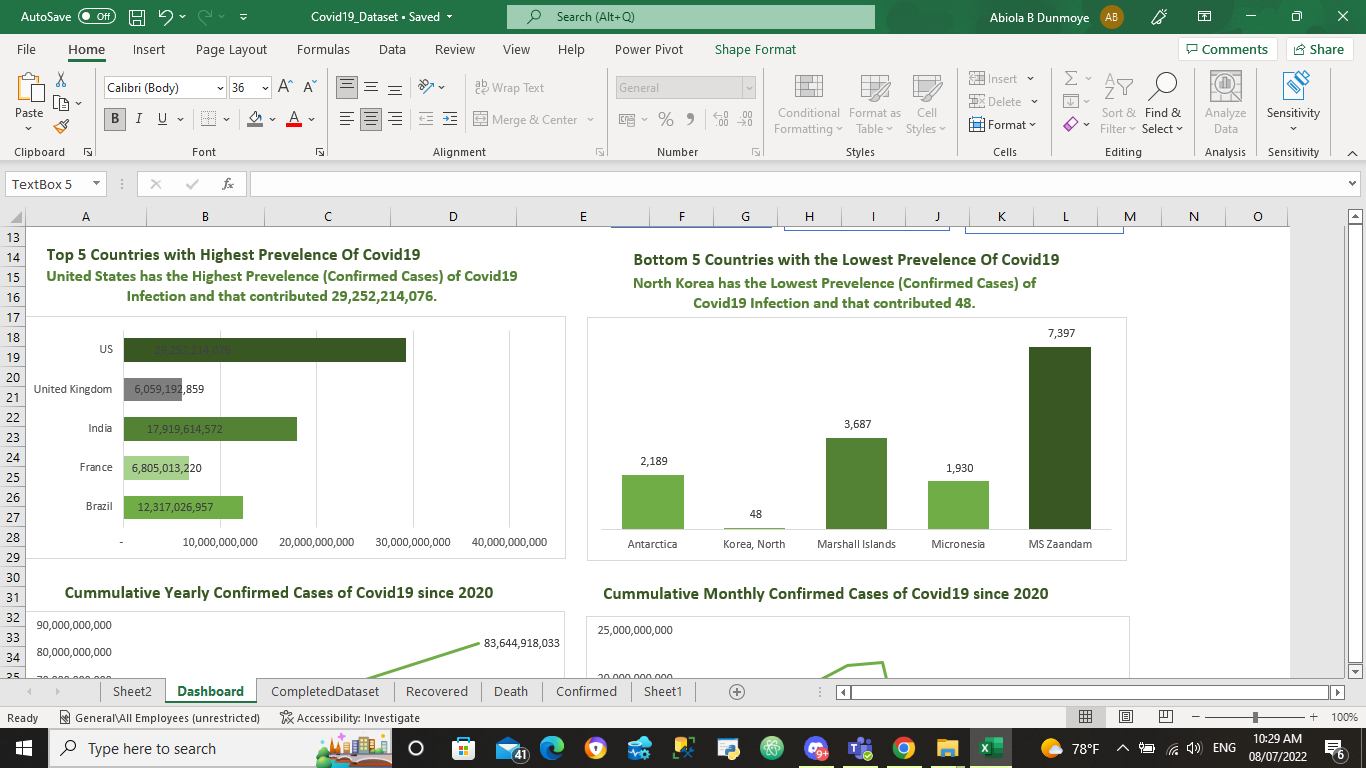 AutoSave Off Covid19_Dataset • Saved Search (Alt+Q) Abiola B Dunmoye AB
File Home Insert Page Layout Formulas Data Review View Help Power Pivot Shape Format Comments Share
Calibri (Body) 36 A A ab Wrap Text General Insert
Paste Conditional Format as Cell Delete Sort & Find & Analyze Sensitivity
B I U A Merge & Center % Formatting Table Styles Format Filter Select Data
Clipboard Font Alignment Number Styles Cells Editing Analysis Sensitivity
TextBox 5 fx
A B C D E F G H I J K L M N O
13
14
15
16
17
18
19
20
21
22
23
24
25
26
27
28
29
30
31
32
33
34
35
Top 5 Countries with Highest Prevelence Of Covid19
United States has the Highest Prevelence (Confirmed Cases) of Covid19
Infection and that contributed 29,252,214,076.
US 29,252,214,076
United Kingdom 6,059,192,859
India 17,919,614,572
France 6,805,013,220
Brazil 12,317,026,957
- 10,000,000,000 20,000,000,000 30,000,000,000 40,000,000,000
Bottom 5 Countries with the Lowest Prevelence Of Covid19
North Korea has the Lowest Prevelence (Confirmed Cases) of
Covid19 Infection and that contributed 48.
7,397
3,687
2,189
1,930
48
Antarctica Korea, North Marshall Islands Micronesia MS Zaandam
Cummulative Yearly Confirmed Cases of Covid19 since 2020
90,000,000,000
83,644,918,033
80,000,000,000
70,000,000,000
Cummulative Monthly Confirmed Cases of Covid19 since 2020
25,000,000,000
20,000,000,000
Sheet2 Dashboard CompletedDataset Recovered Death Confirmed Sheet1
Ready General\All Employees (unrestricted) Accessibility: Investigate 100%
Type here to search 41 9+ 78°F ENG 10:29 AM
08/07/2022 6